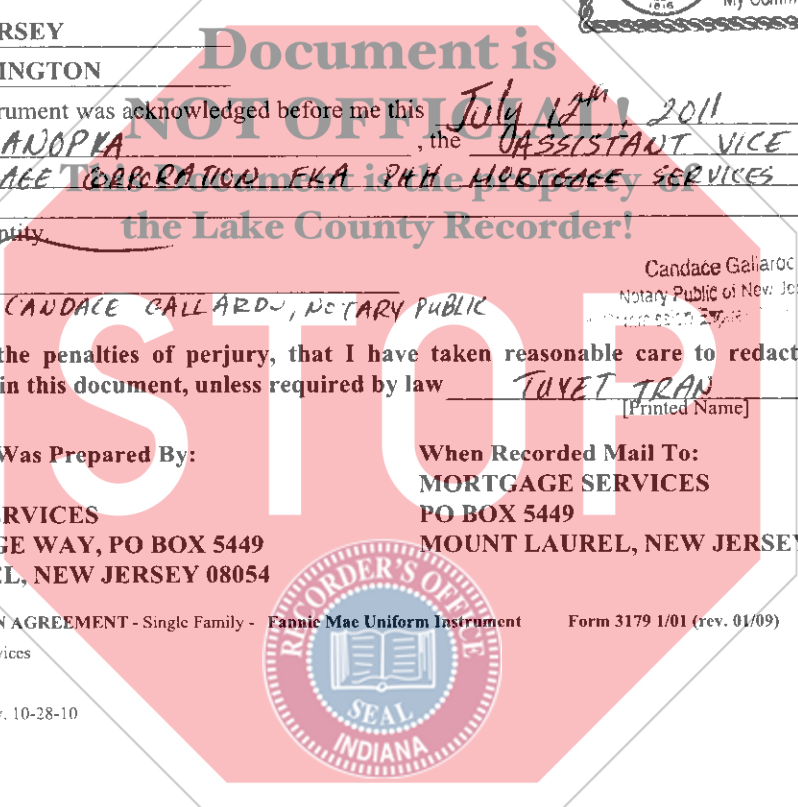 My Comm
1816
RSEY
INGTON
Document is
NOT OFFICIAL!
This Document is the property of
the Lake County Recorder!
rument was acknowledged before me this July 12th, 2011
ANOPKA, the ASSISTANT VICE
AGE CORPORATION FKA PHH MORTGAGE SERVICES
ntity.
Candace Gallardo
Notary Public of New Je
CANDACE GALLARDO, NOTARY PUBLIC
the penalties of perjury, that I have taken reasonable care to redact
in this document, unless required by law TUYET TRAN
[Printed Name]
Was Prepared By:
When Recorded Mail To:
MORTGAGE SERVICES
RVICES
PO BOX 5449
GE WAY, PO BOX 5449
MOUNT LAUREL, NEW JERSEY
EL, NEW JERSEY 08054
N AGREEMENT - Single Family - Fannie Mae Uniform Instrument Form 3179 1/01 (rev. 01/09)
vices
v. 10-28-10
STOP
RECORDER'S OFFICE
SEAL
INDIANA